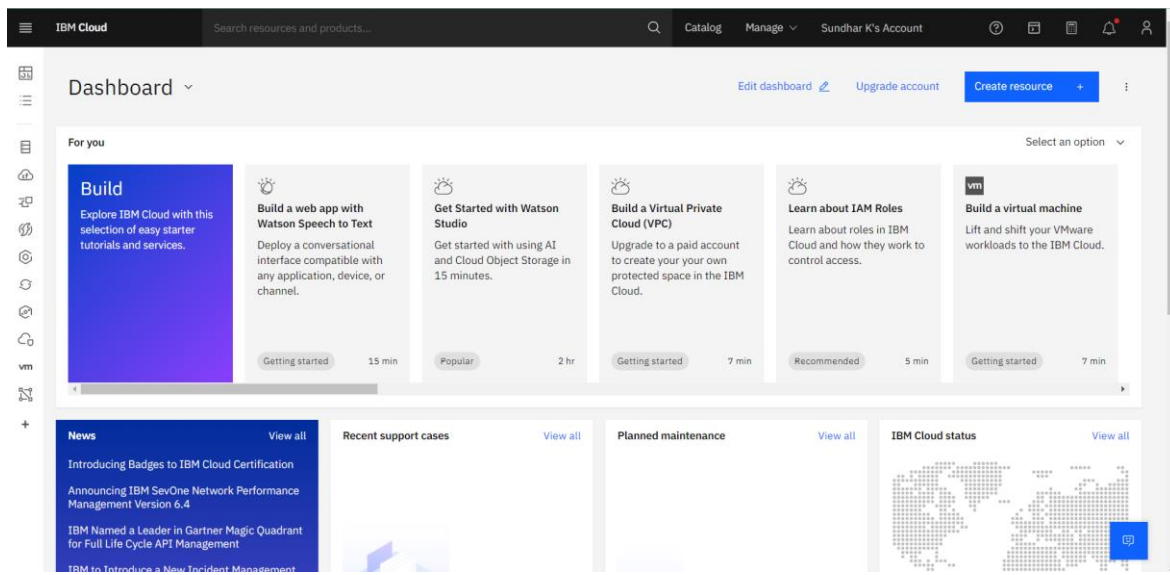 IBM Cloud
Search resources and products...
Catalog
Manage
Sundhar K's Account
Dashboard
Edit dashboard
Upgrade account
Create resource +
For you
Select an option
Build
Explore IBM Cloud with this
selection of easy starter
tutorials and services.
Build a web app with
Watson Speech to Text
Deploy a conversational
interface compatible with
any application, device, or
channel.
Getting started
15 min
Get Started with Watson
Studio
Get started with using AI
and Cloud Object Storage in
15 minutes.
Popular
2 hr
Build a Virtual Private
Cloud (VPC)
Upgrade to a paid account
to create your your own
protected space in the IBM
Cloud.
Getting started
7 min
Learn about IAM Roles
Learn about roles in IBM
Cloud and how they work to
control access.
Recommended
5 min
vm
Build a virtual machine
Lift and shift your VMware
workloads to the IBM Cloud.
Getting started
7 min
vm
News
View all
Introducing Badges to IBM Cloud Certification
Announcing IBM SevOne Network Performance
Management Version 6.4
IBM Named a Leader in Gartner Magic Quadrant
for Full Life Cycle API Management
IBM to Introduce a New Incident Management
Recent support cases
View all
Planned maintenance
View all
IBM Cloud status
View all